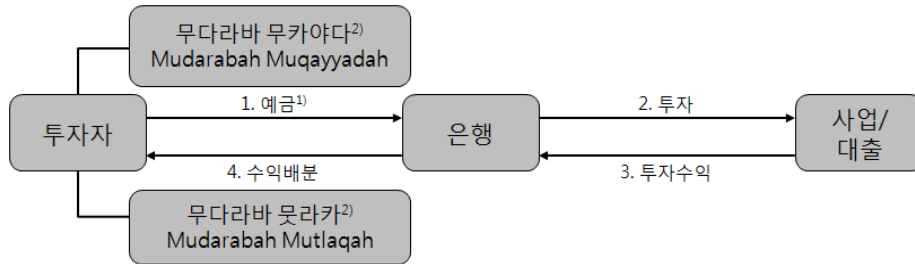 무다라바 무카야다2)
Mudarabah Muqayyadah
투자자
1. 예금1)
4. 수익배분
은행
2. 투자
3. 투자수익
사업/
대출
무다라바 뭇라카2)
Mudarabah Mutlaqah